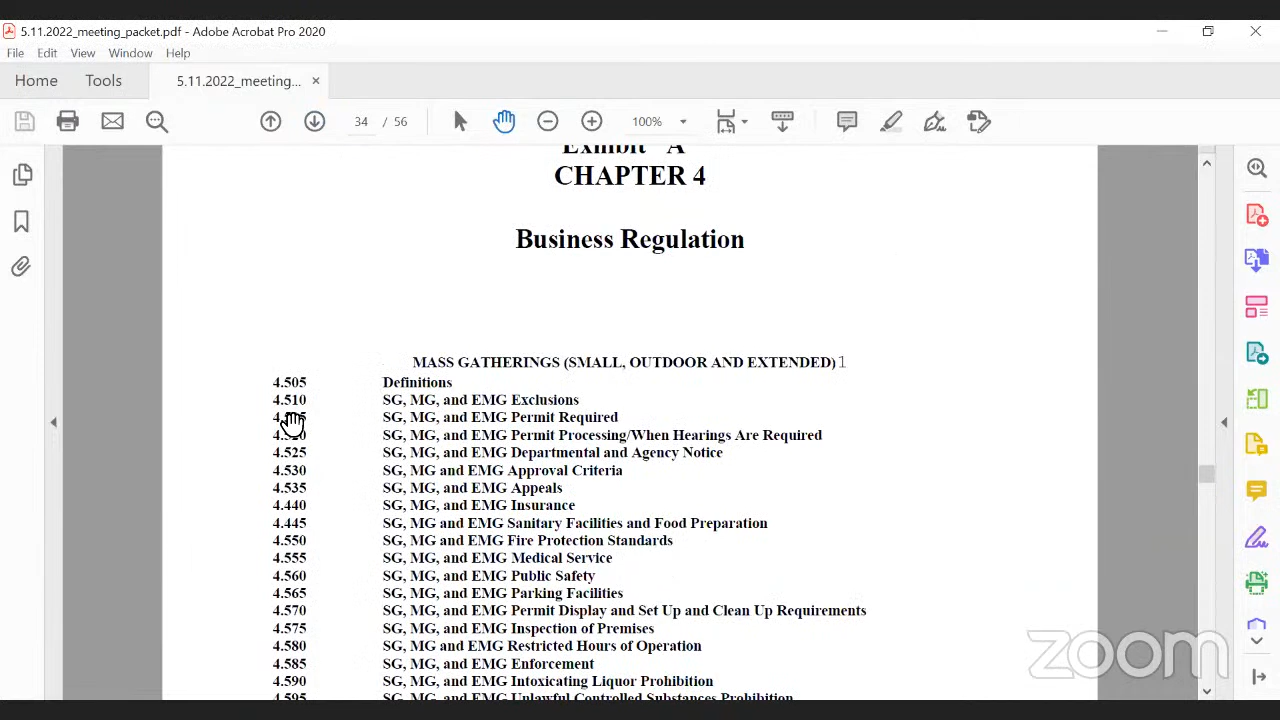 5.11.2022_meeting_packet.pdf - Adobe Acrobat Pro 2020
File Edit View Window Help
Home Tools 5.11.2022_meeting... ×
34 / 56 100%
Exhibit A
CHAPTER 4
Business Regulation
MASS GATHERINGS (SMALL, OUTDOOR AND EXTENDED) 1
4.505 Definitions
4.510 SG, MG, and EMG Exclusions
SG, MG, and EMG Permit Required
SG, MG, and EMG Permit Processing/When Hearings Are Required
4.525 SG, MG, and EMG Departmental and Agency Notice
4.530 SG, MG and EMG Approval Criteria
4.535 SG, MG, and EMG Appeals
4.440 SG, MG, and EMG Insurance
4.445 SG, MG and EMG Sanitary Facilities and Food Preparation
4.550 SG, MG and EMG Fire Protection Standards
4.555 SG, MG, and EMG Medical Service
4.560 SG, MG, and EMG Public Safety
4.565 SG, MG, and EMG Parking Facilities
4.570 SG, MG, and EMG Permit Display and Set Up and Clean Up Requirements
4.575 SG, MG, and EMG Inspection of Premises
4.580 SG, MG, and EMG Restricted Hours of Operation
4.585 SG, MG, and EMG Enforcement
4.590 SG, MG, and EMG Intoxicating Liquor Prohibition
4.595 SG, MG, and EMG Unlawful Controlled Substances Prohibition
zoom